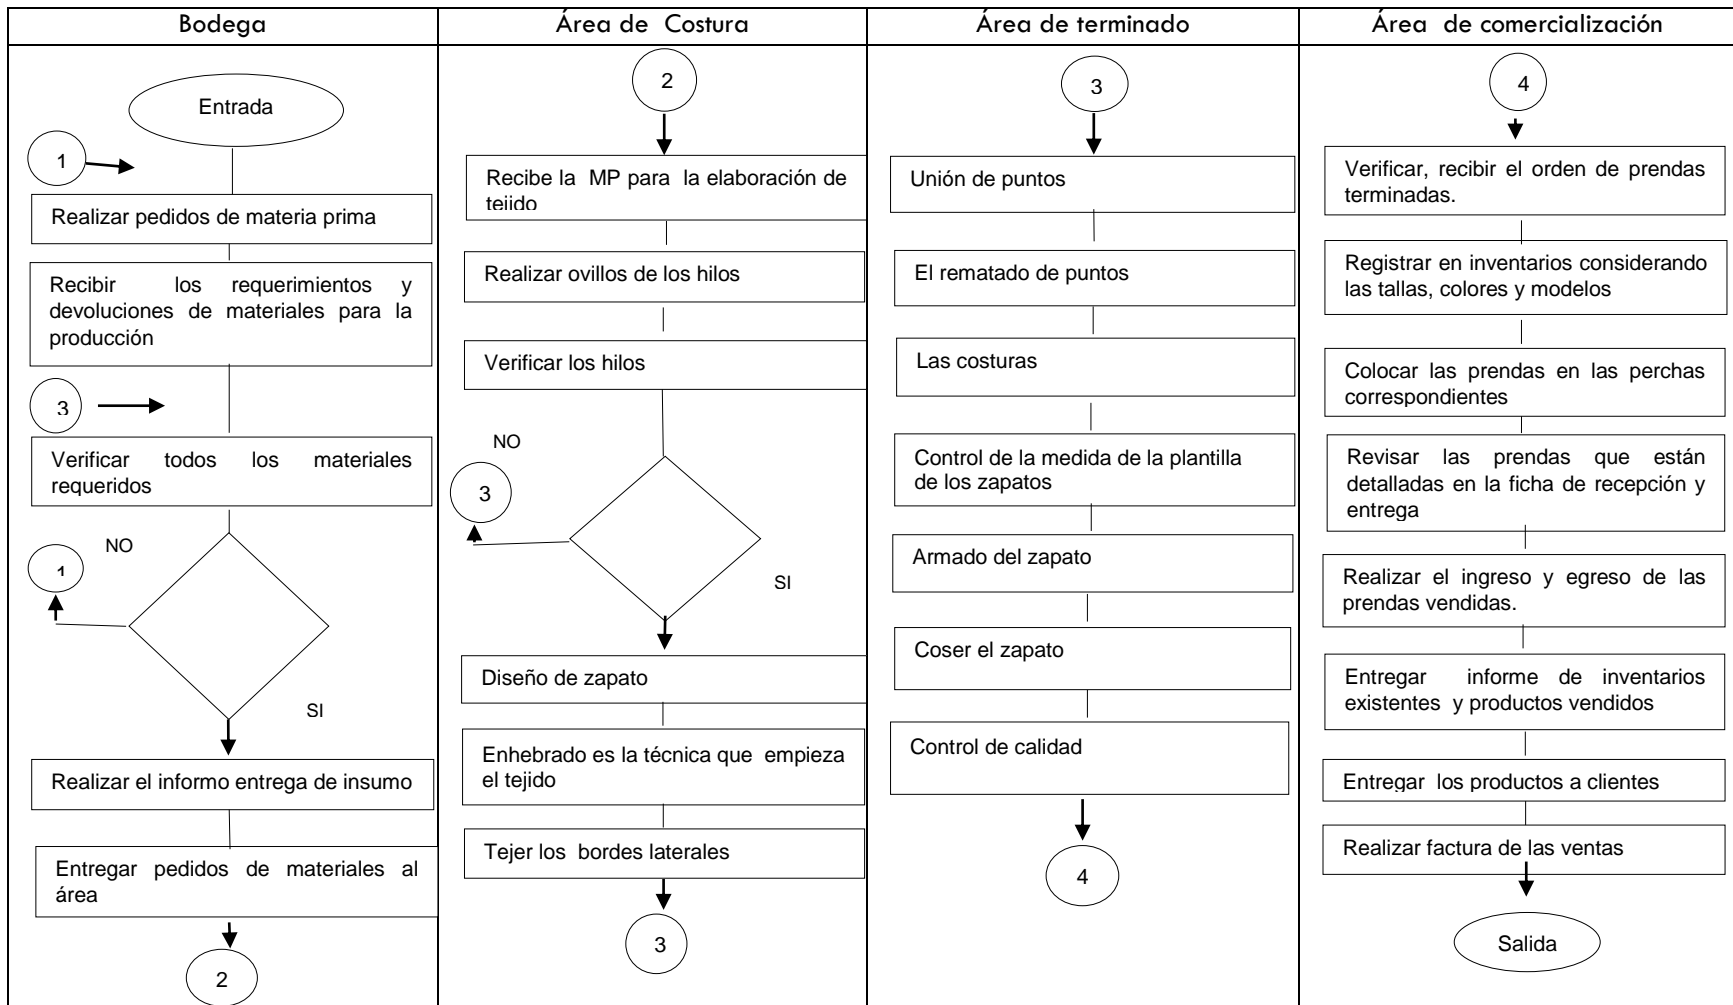 Bodega
Área de Costura
Área de terminado
Área de comercialización
Entrada
1
Realizar pedidos de materia prima
Recibir los requerimientos y
devoluciones de materiales para la
producción
3
Verificar todos los materiales
requeridos
NO
1
SI
Realizar el informo entrega de insumo
Entregar pedidos de materiales al
área
2
2
Recibe la MP para la elaboración de
tejido
Realizar ovillos de los hilos
Verificar los hilos
NO
3
SI
Diseño de zapato
Enhebrado es la técnica que empieza
el tejido
Tejer los bordes laterales
3
3
Unión de puntos
El rematado de puntos
Las costuras
Control de la medida de la plantilla
de los zapatos
Armado del zapato
Coser el zapato
Control de calidad
4
4
Verificar, recibir el orden de prendas
terminadas.
Registrar en inventarios considerando
las tallas, colores y modelos
Colocar las prendas en las perchas
correspondientes
Revisar las prendas que están
detalladas en la ficha de recepción y
entrega
Realizar el ingreso y egreso de las
prendas vendidas.
Entregar informe de inventarios
existentes y productos vendidos
Entregar los productos a clientes
Realizar factura de las ventas
Salida